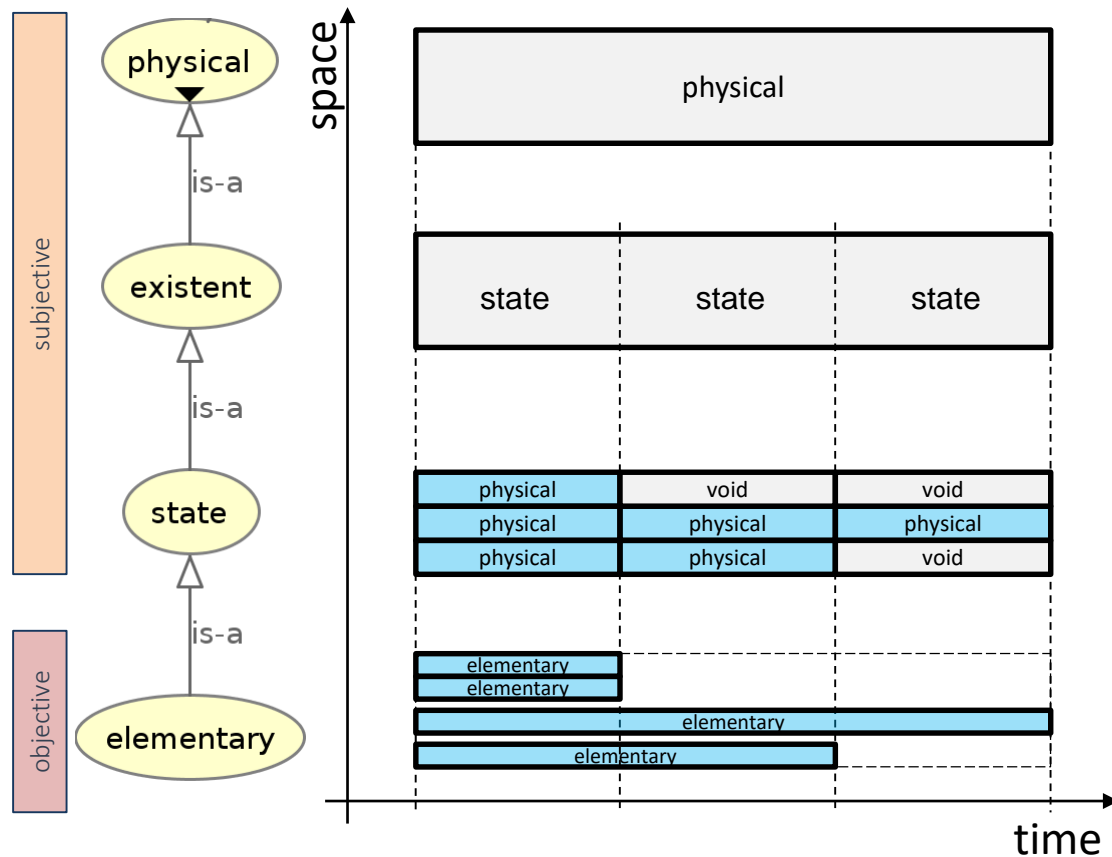 subjective
objective
physical
is-a
existent
is-a
state
is-a
elementary
space
physical
state state state
physical void void
physical physical physical
physical physical void
elementary
elementary
elementary
elementary
time